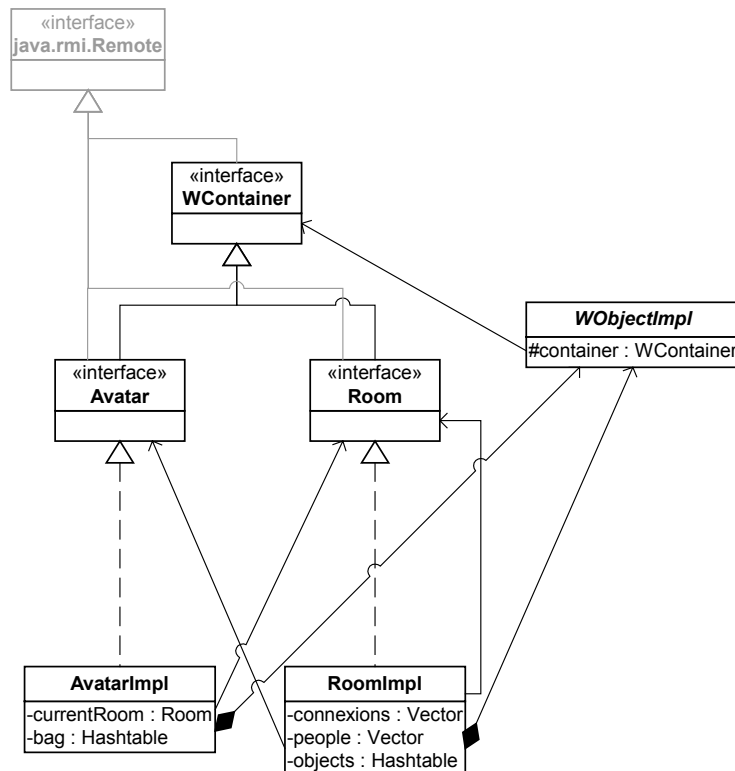 «interface»
java.rmi.Remote
«interface»
WContainer
WObjectImpl
#container : WContainer
«interface»
Avatar
«interface»
Room
AvatarImpl
-currentRoom : Room
-bag : Hashtable
RoomImpl
-connexions : Vector
-people : Vector
-objects : Hashtable